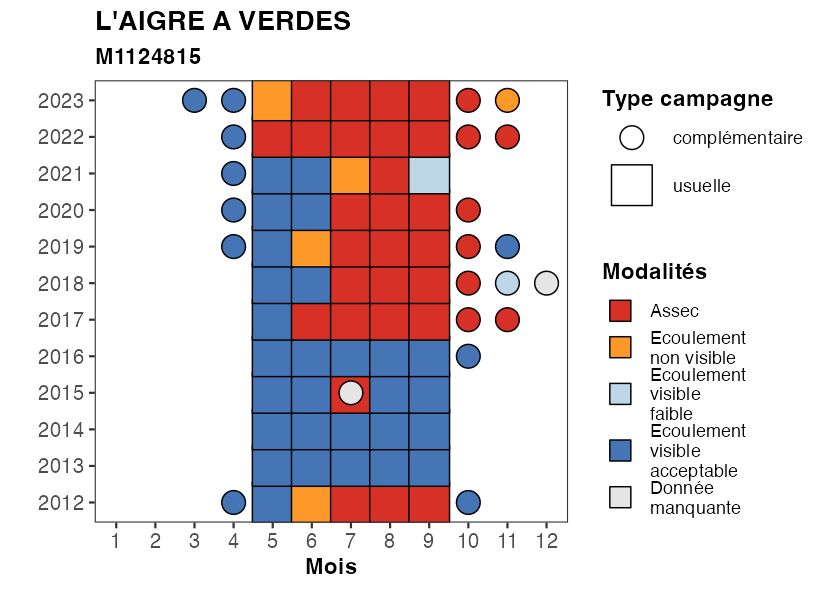 L'AIGRE A VERDES
M1124815
2023
2022
2021
2020
2019
2018
2017
2016
2015
2014
2013
2012
1 2 3 4 5 6 7 8 9 10 11 12
Mois
Type campagne
complémentaire
usuelle
Modalités
Assec
Ecoulement
non visible
Ecoulement
visible
faible
Ecoulement
visible
acceptable
Donnée
manquante